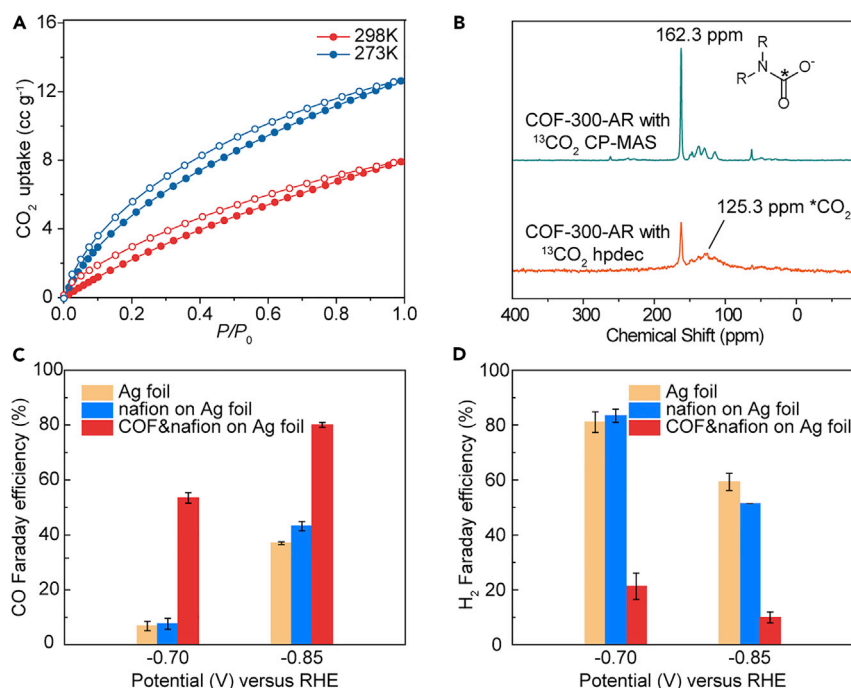 A
298K
273K
CO₂ uptake (cc g⁻¹)
16
12
8
4
0
0.0 0.2 0.4 0.6 0.8 1.0
P/P₀
B
162.3 ppm
R
N
R
*
O⁻
O
COF-300-AR with
¹³CO₂ CP-MAS
125.3 ppm *CO₂
COF-300-AR with
¹³CO₂ hpdec
400 300 200 100 0
Chemical Shift (ppm)
C
Ag foil
nafion on Ag foil
COF&nafion on Ag foil
CO Faraday efficiency (%)
100
80
60
40
20
0
-0.70 -0.85
Potential (V) versus RHE
D
Ag foil
nafion on Ag foil
COF&nafion on Ag foil
H₂ Faraday efficiency (%)
100
80
60
40
20
0
-0.70 -0.85
Potential (V) versus RHE